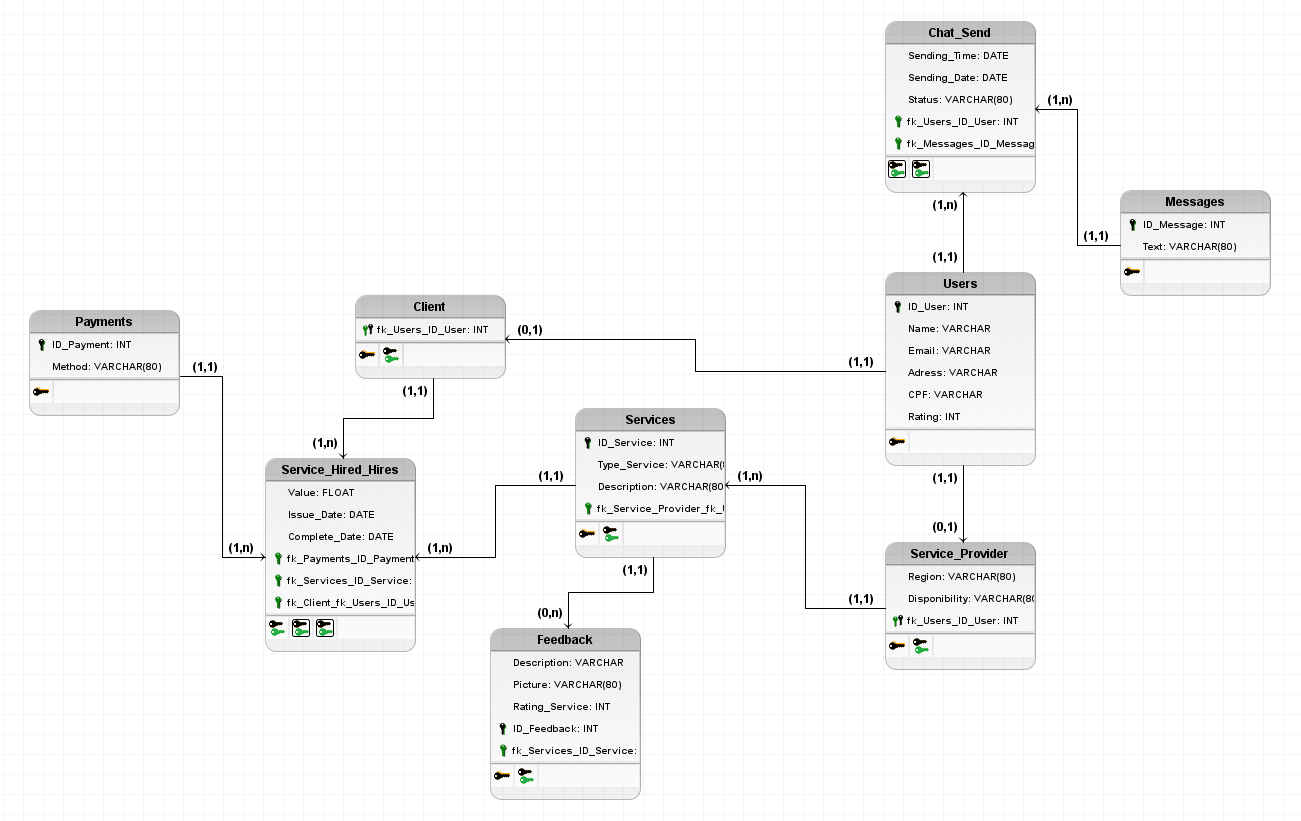 Chat_Send
Sending_Time: DATE
Sending_Date: DATE
Status: VARCHAR(80)
fk_Users_ID_User: INT
fk_Messages_ID_Messag
(1,n)
(1,1)
Messages
ID_Message: INT
Text: VARCHAR(80)
(1,n)
(1,1)
Users
ID_User: INT
Name: VARCHAR
Email: VARCHAR
Adress: VARCHAR
CPF: VARCHAR
Rating: INT
(1,1)
(0,1)
Client
fk_Users_ID_User: INT
(1,1)
(1,n)
Payments
ID_Payment: INT
Method: VARCHAR(80)
(1,1)
(1,n)
Service_Hired_Hires
Value: FLOAT
Issue_Date: DATE
Complete_Date: DATE
fk_Payments_ID_Payment
fk_Services_ID_Service:
fk_Client_fk_Users_ID_Us
(1,n)
(1,1)
Services
ID_Service: INT
Type_Service: VARCHAR(
Description: VARCHAR(80
fk_Service_Provider_fk_U
(1,n)
(1,1)
(1,1)
(0,1)
Service_Provider
Region: VARCHAR(80)
Disponibility: VARCHAR(80
fk_Users_ID_User: INT
(1,1)
(0,n)
Feedback
Description: VARCHAR
Picture: VARCHAR(80)
Rating_Service: INT
ID_Feedback: INT
fk_Services_ID_Service: